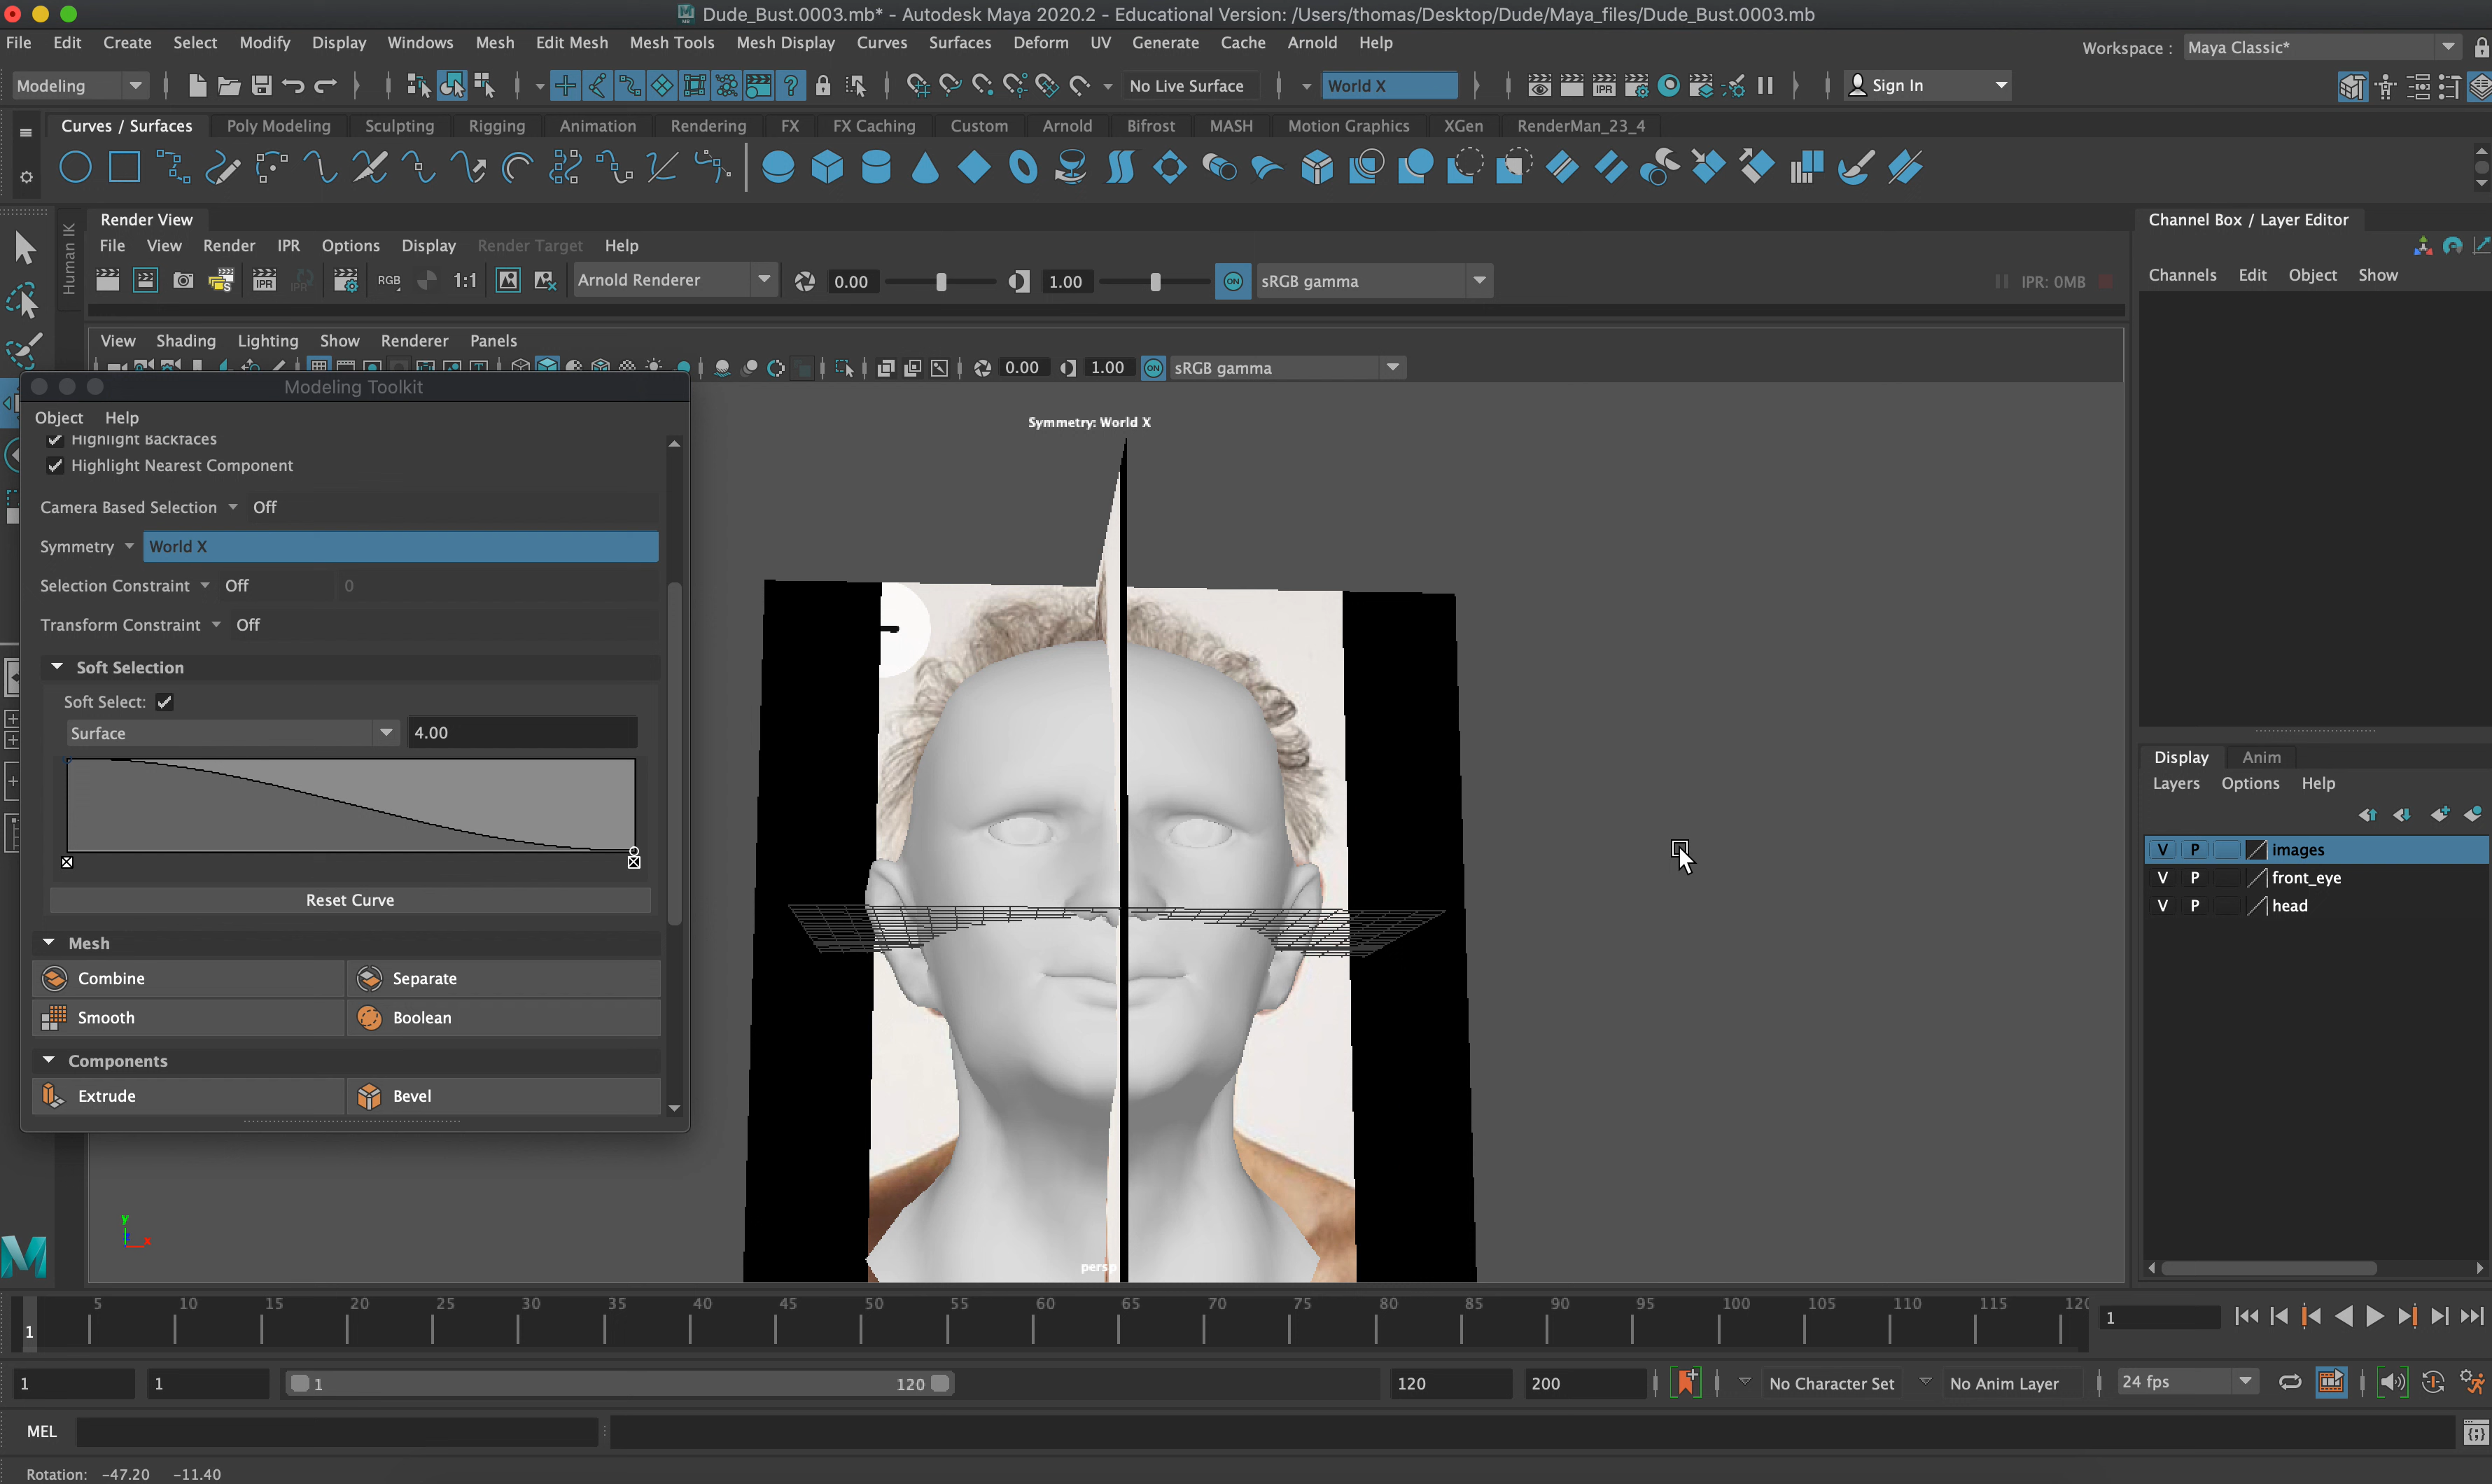 Dude_Bust.0003.mb* - Autodesk Maya 2020.2 - Educational Version: /Users/thomas/Desktop/Dude/Maya_files/Dude_Bust.0003.mb
File Edit Create Select Modify Display Windows Mesh Edit Mesh Mesh Tools Mesh Display Curves Surfaces Deform UV Generate Cache Arnold Help
Workspace : Maya Classic*
Modeling No Live Surface World X Sign In
Curves / Surfaces Poly Modeling Sculpting Rigging Animation Rendering FX FX Caching Custom Arnold Bifrost MASH Motion Graphics XGen RenderMan_23_4
Human IK
Render View
File View Render IPR Options Display Render Target Help
RGB 1:1 Arnold Renderer 0.00 1.00 ON sRGB gamma IPR: 0MB
View Shading Lighting Show Renderer Panels
0.00 1.00 ON sRGB gamma
Modeling Toolkit
Object Help
Highlight Backfaces
Highlight Nearest Component
Camera Based Selection Off
Symmetry World X
Selection Constraint Off 0
Transform Constraint Off
Soft Selection
Soft Select:
Surface 4.00
Reset Curve
Mesh
Combine Separate
Smooth Boolean
Components
Extrude Bevel
Symmetry: World X
persp
y
z
x
Channel Box / Layer Editor
Channels Edit Object Show
Display Anim
Layers Options Help
V P images
V P front_eye
V P head
5 10 15 20 25 30 35 40 45 50 55 60 65 70 75 80 85 90 95 100 105 110 115 120
1
1
1 1 1 120 120 200 No Character Set No Anim Layer 24 fps
MEL
Rotation: -47.20 -11.40